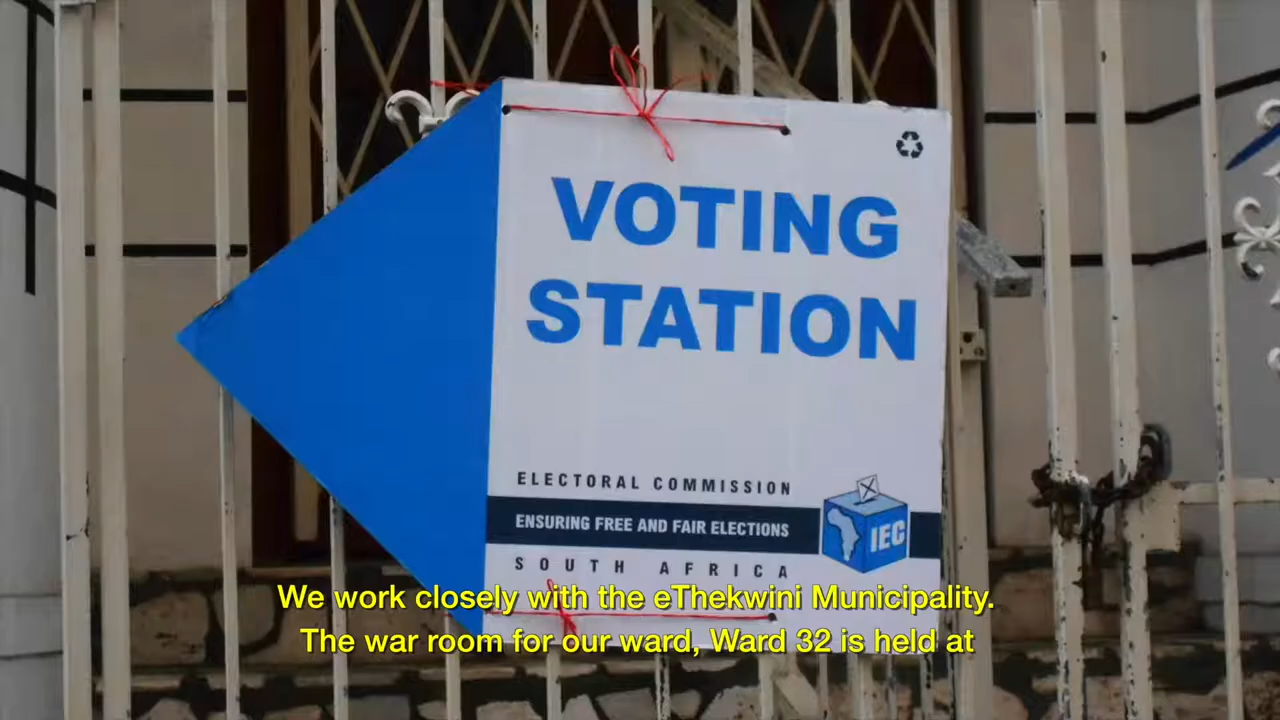 VOTING
STATION
ELECTORAL COMMISSION
ENSURING FREE AND FAIR ELECTIONS
IEC
SOUTH AFRICA
We work closely with the eThekwini Municipality.
The war room for our ward, Ward 32 is held at